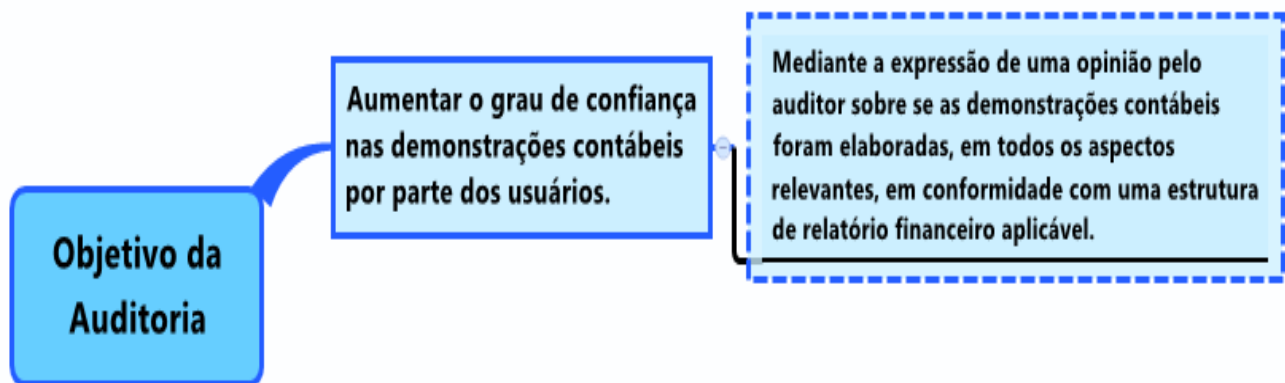 Objetivo da
Auditoria
Aumentar o grau de confiança
nas demonstrações contábeis
por parte dos usuários.
Mediante a expressão de uma opinião pelo
auditor sobre se as demonstrações contábeis
foram elaboradas, em todos os aspectos
relevantes, em conformidade com uma estrutura
de relatório financeiro aplicável.